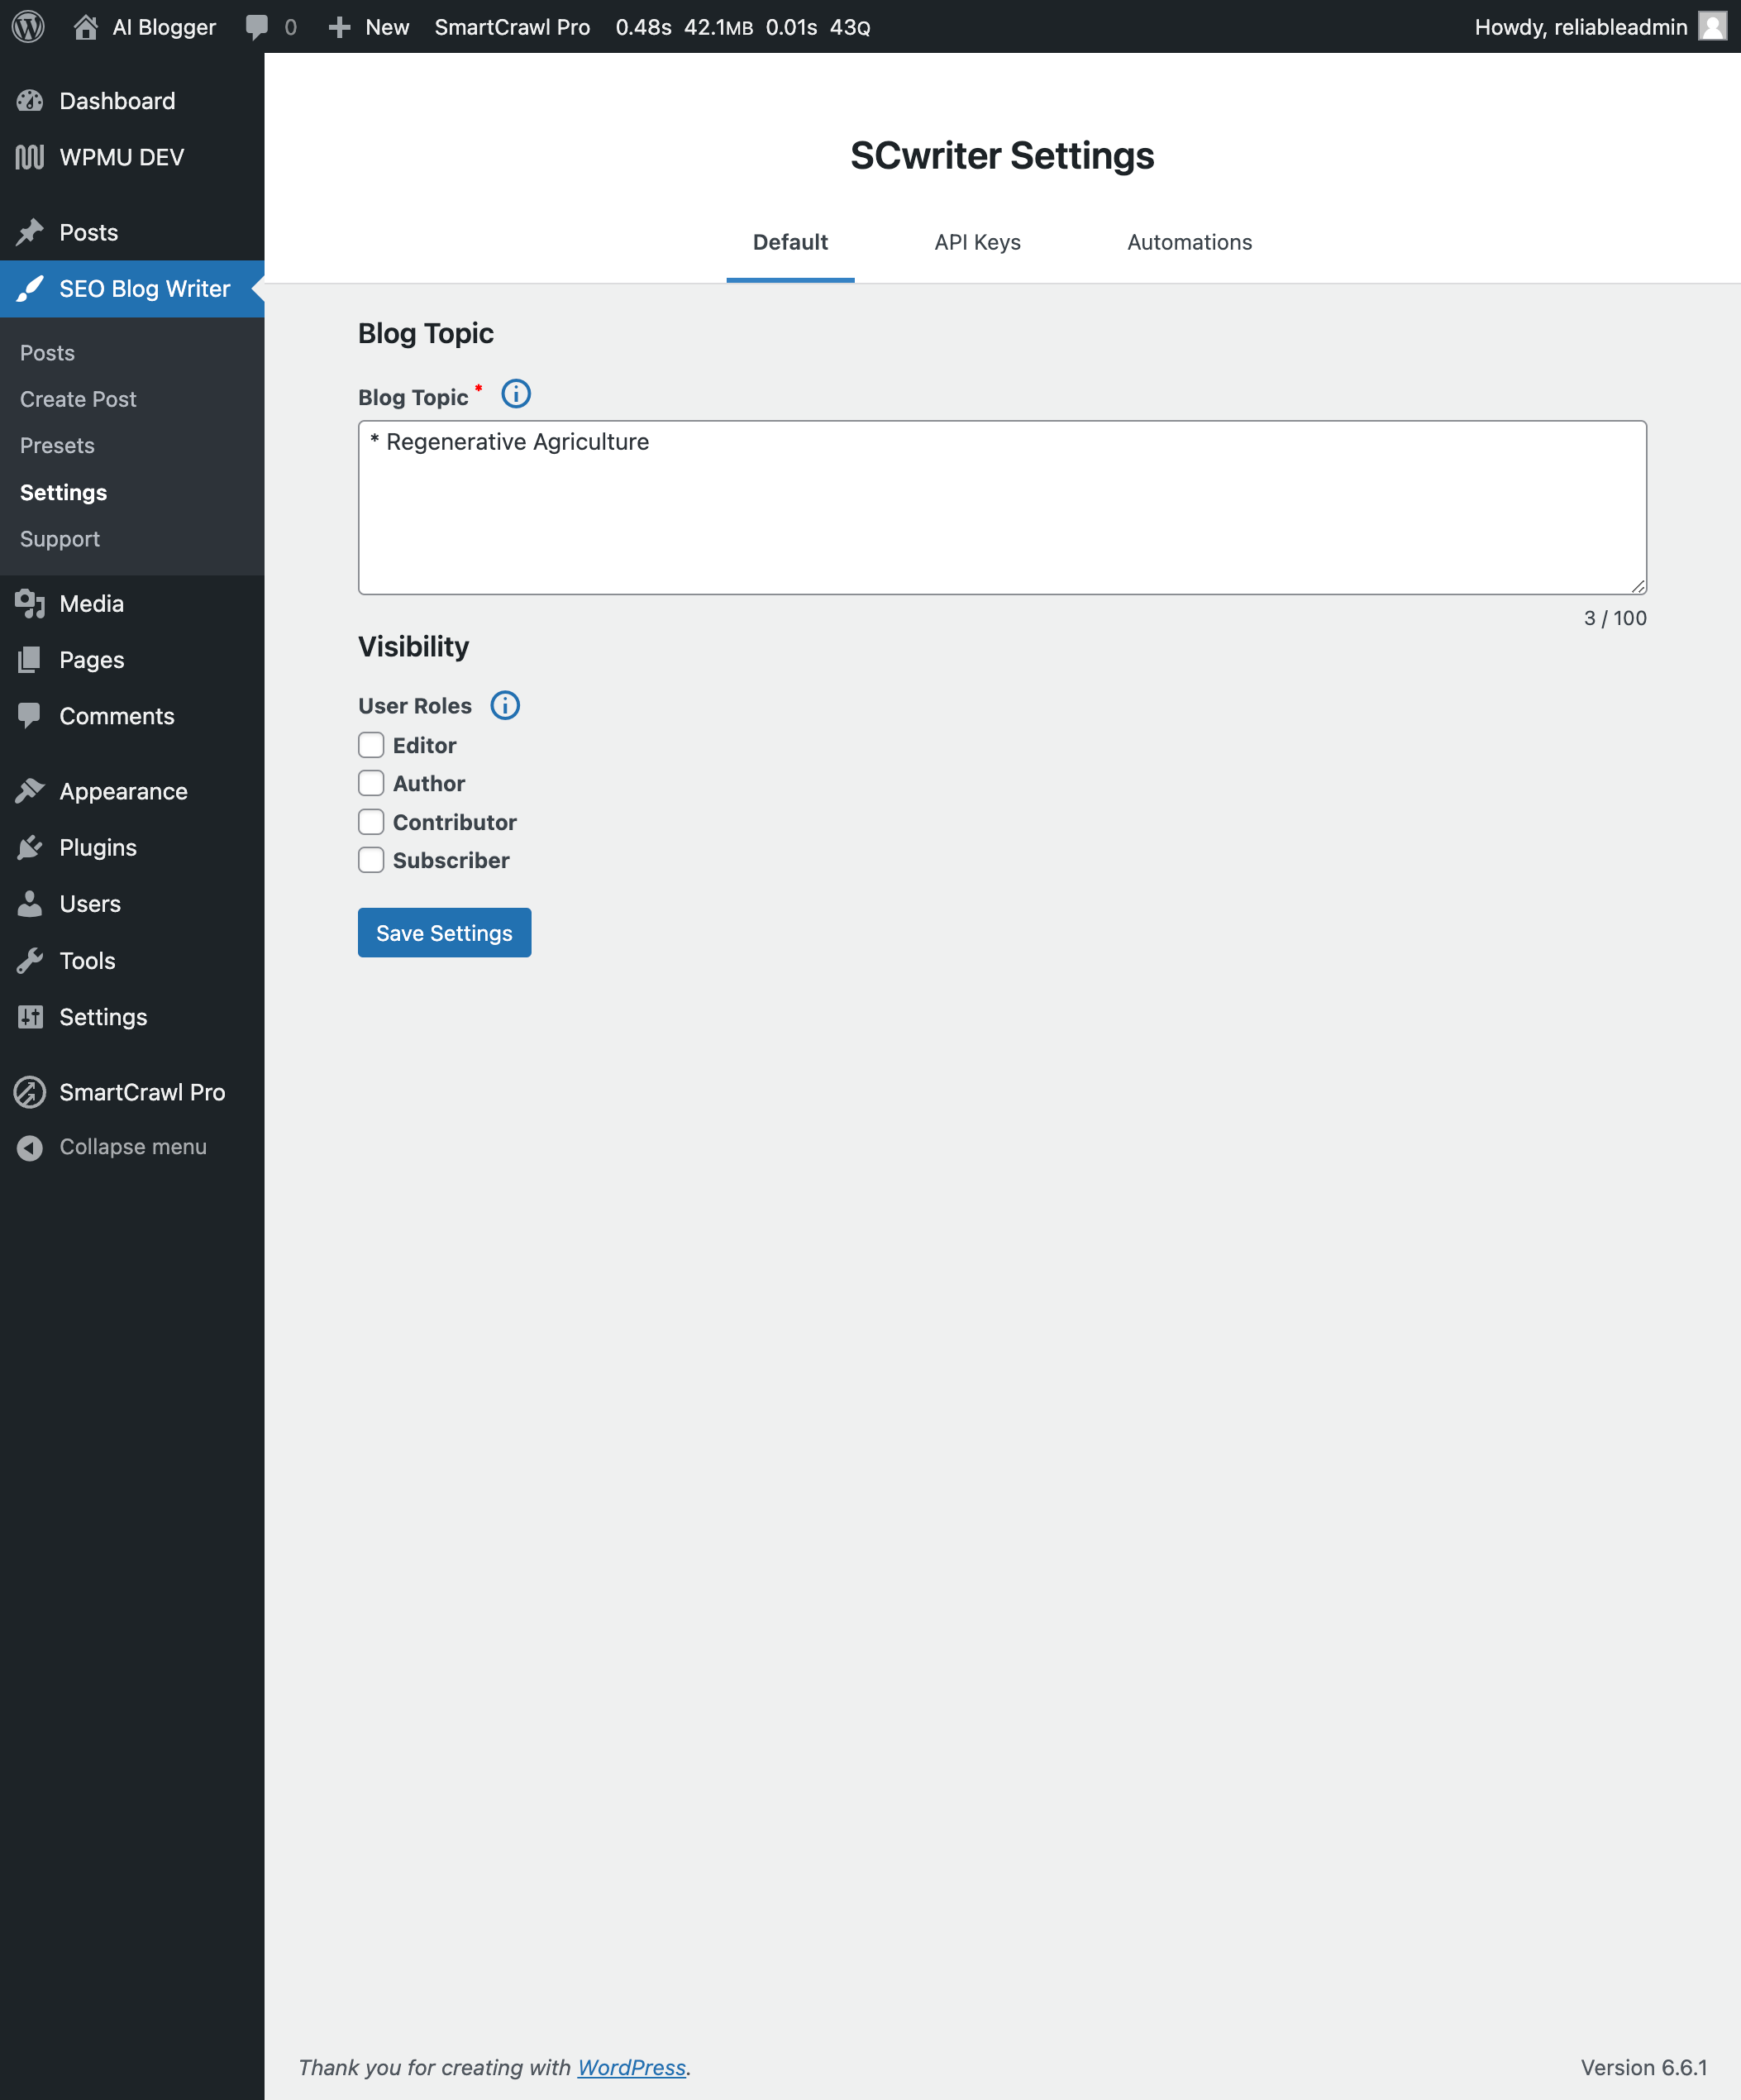 AI Blogger 0 New SmartCrawl Pro 0.48s 42.1MB 0.01s 43Q Howdy, reliableadmin
Dashboard
WPMU DEV
Posts
SEO Blog Writer
Posts
Create Post
Presets
Settings
Support
Media
Pages
Comments
Appearance
Plugins
Users
Tools
Settings
SmartCrawl Pro
Collapse menu
SCwriter Settings
Default API Keys Automations
Blog Topic
Blog Topic *
* Regenerative Agriculture
3 / 100
Visibility
User Roles
Editor
Author
Contributor
Subscriber
Save Settings
Thank you for creating with WordPress. Version 6.6.1